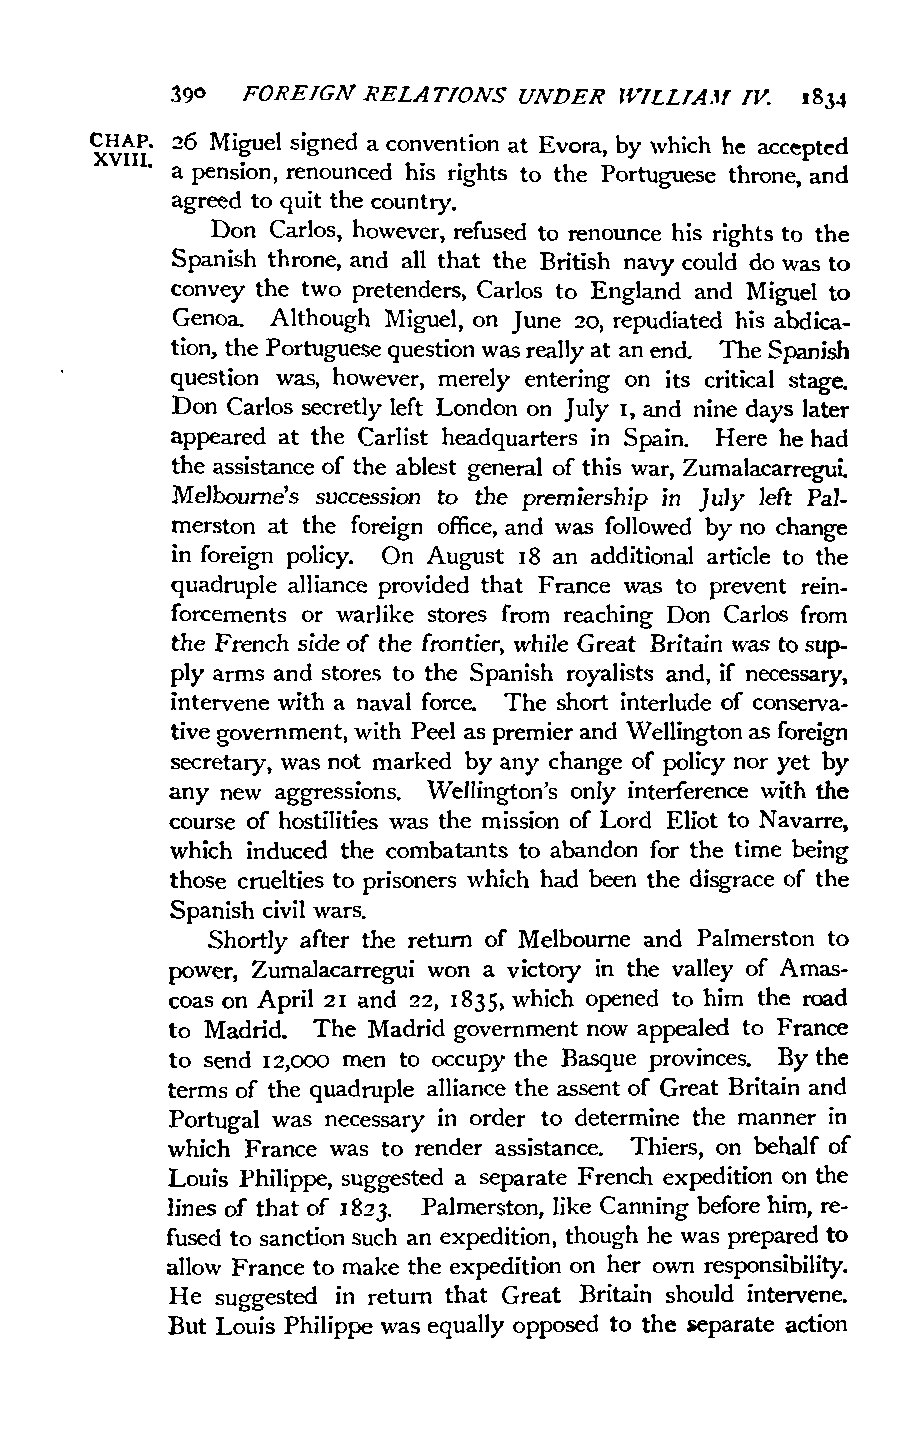 390 FOREIGN RELATIONS UNDER WILLIAM IV. 1834
CHAP. 26 Miguel signed a convention at Evora, by which he accepted
XVIII.
a pension, renounced his rights to the Portuguese throne, and
agreed to quit the country.
Don Carlos, however, refused to renounce his rights to the
Spanish throne, and all that the British navy could do was to
convey the two pretenders, Carlos to England and Miguel to
Genoa. Although Miguel, on June 20, repudiated his abdica-
tion, the Portuguese question was really at an end. The Spanish
question was, however, merely entering on its critical stage.
Don Carlos secretly left London on July 1, and nine days later
appeared at the Carlist headquarters in Spain. Here he had
the assistance of the ablest general of this war, Zumalacarregui.
Melbourne's succession to the premiership in July left Pal-
merston at the foreign office, and was followed by no change
in foreign policy. On August 18 an additional article to the
quadruple alliance provided that France was to prevent rein-
forcements or warlike stores from reaching Don Carlos from
the French side of the frontier, while Great Britain was to sup-
ply arms and stores to the Spanish royalists and, if necessary,
intervene with a naval force. The short interlude of conserva-
tive government, with Peel as premier and Wellington as foreign
secretary, was not marked by any change of policy nor yet by
any new aggressions. Wellington's only interference with the
course of hostilities was the mission of Lord Eliot to Navarre,
which induced the combatants to abandon for the time being
those cruelties to prisoners which had been the disgrace of the
Spanish civil wars.
Shortly after the return of Melbourne and Palmerston to
power, Zumalacarregui won a victory in the valley of Amas-
coas on April 21 and 22, 1835, which opened to him the road
to Madrid. The Madrid government now appealed to France
to send 12,000 men to occupy the Basque provinces. By the
terms of the quadruple alliance the assent of Great Britain and
Portugal was necessary in order to determine the manner in
which France was to render assistance. Thiers, on behalf of
Louis Philippe, suggested a separate French expedition on the
lines of that of 1823. Palmerston, like Canning before him, re-
fused to sanction such an expedition, though he was prepared to
allow France to make the expedition on her own responsibility.
He suggested in return that Great Britain should intervene.
But Louis Philippe was equally opposed to the separate action